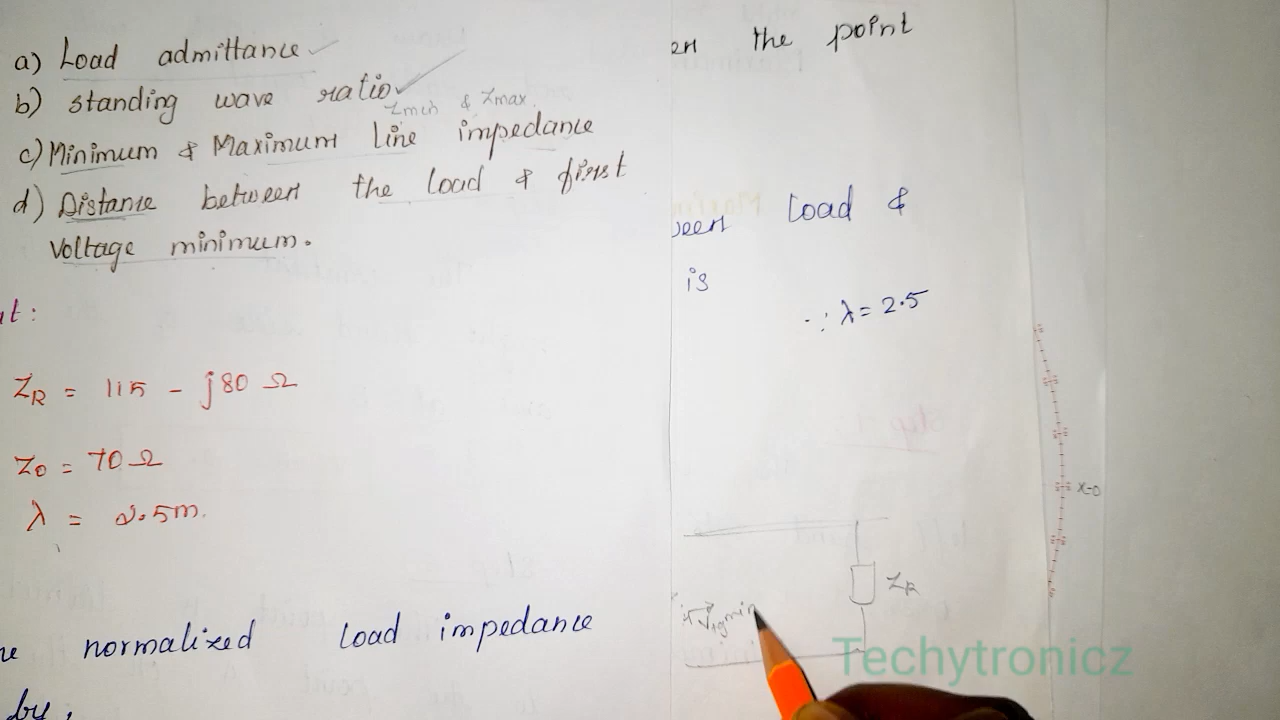 a) Load admittance
b) standing wave ratio
Zmin & Zmax
c) Minimum & Maximum line impedance
d) Distance between the load & first
Voltage minimum.
ZR = 115 - j80 Ω
Z0 = 70 Ω
λ = 2.5m.
normalized load impedance
by,
the point
load &
is
∵ λ = 2.5
ZR
Techytronicz